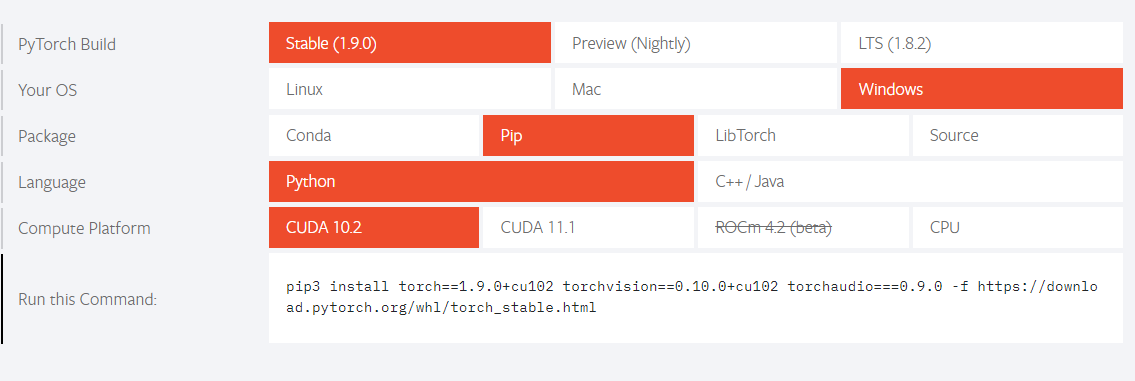 PyTorch Build
Stable (1.9.0)
Preview (Nightly)
LTS (1.8.2)
Your OS
Linux
Mac
Windows
Package
Conda
Pip
LibTorch
Source
Language
Python
C++ / Java
Compute Platform
CUDA 10.2
CUDA 11.1
ROCm 4.2 (beta)
CPU
Run this Command:
pip3 install torch==1.9.0+cu102 torchvision==0.10.0+cu102 torchaudio===0.9.0 -f https://downlo
ad.pytorch.org/whl/torch_stable.html